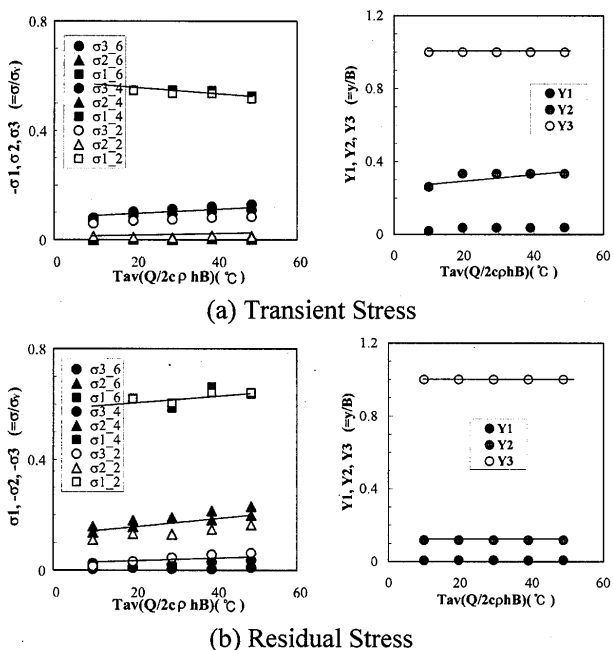 0.8
0.5
0
0
20
40
60
-σ1, σ2, σ3 (=σ/σY)
σ3_6
σ2_6
σ1_6
σ3_4
σ2_4
σ1_4
σ3_2
σ2_2
σ1_2
Tav(Q/2cρhB)(℃)
1.2
0.8
0.4
0
0
20
40
60
Y1, Y2, Y3 (=y/B)
Y1
Y2
Y3
Tav(Q/2cρhB)(℃)
(a) Transient Stress
0.8
0.4
0
0
20
40
60
σ1, -σ2, -σ3 (=σ/σY)
σ3_6
σ2_6
σ1_6
σ3_4
σ2_4
σ1_4
σ3_2
σ2_2
σ1_2
Tav(Q/2cρhB)(℃)
1.2
0.8
0.4
0
0
20
40
60
Y1, Y2, Y3 (=y/B)
Y1
Y2
Y3
Tav(Q/2cρhB)(℃)
(b) Residual Stress